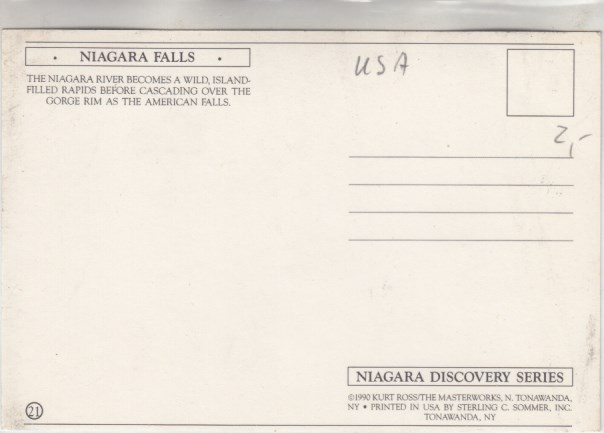 • NIAGARA FALLS •
THE NIAGARA RIVER BECOMES A WILD, ISLAND-
FILLED RAPIDS BEFORE CASCADING OVER THE
GORGE RIM AS THE AMERICAN FALLS.
USA
2,-
NIAGARA DISCOVERY SERIES
©1990 KURT ROSS/THE MASTERWORKS, N. TONAWANDA,
NY • PRINTED IN USA BY STERLING C. SOMMER, INC.
TONAWANDA, NY
21